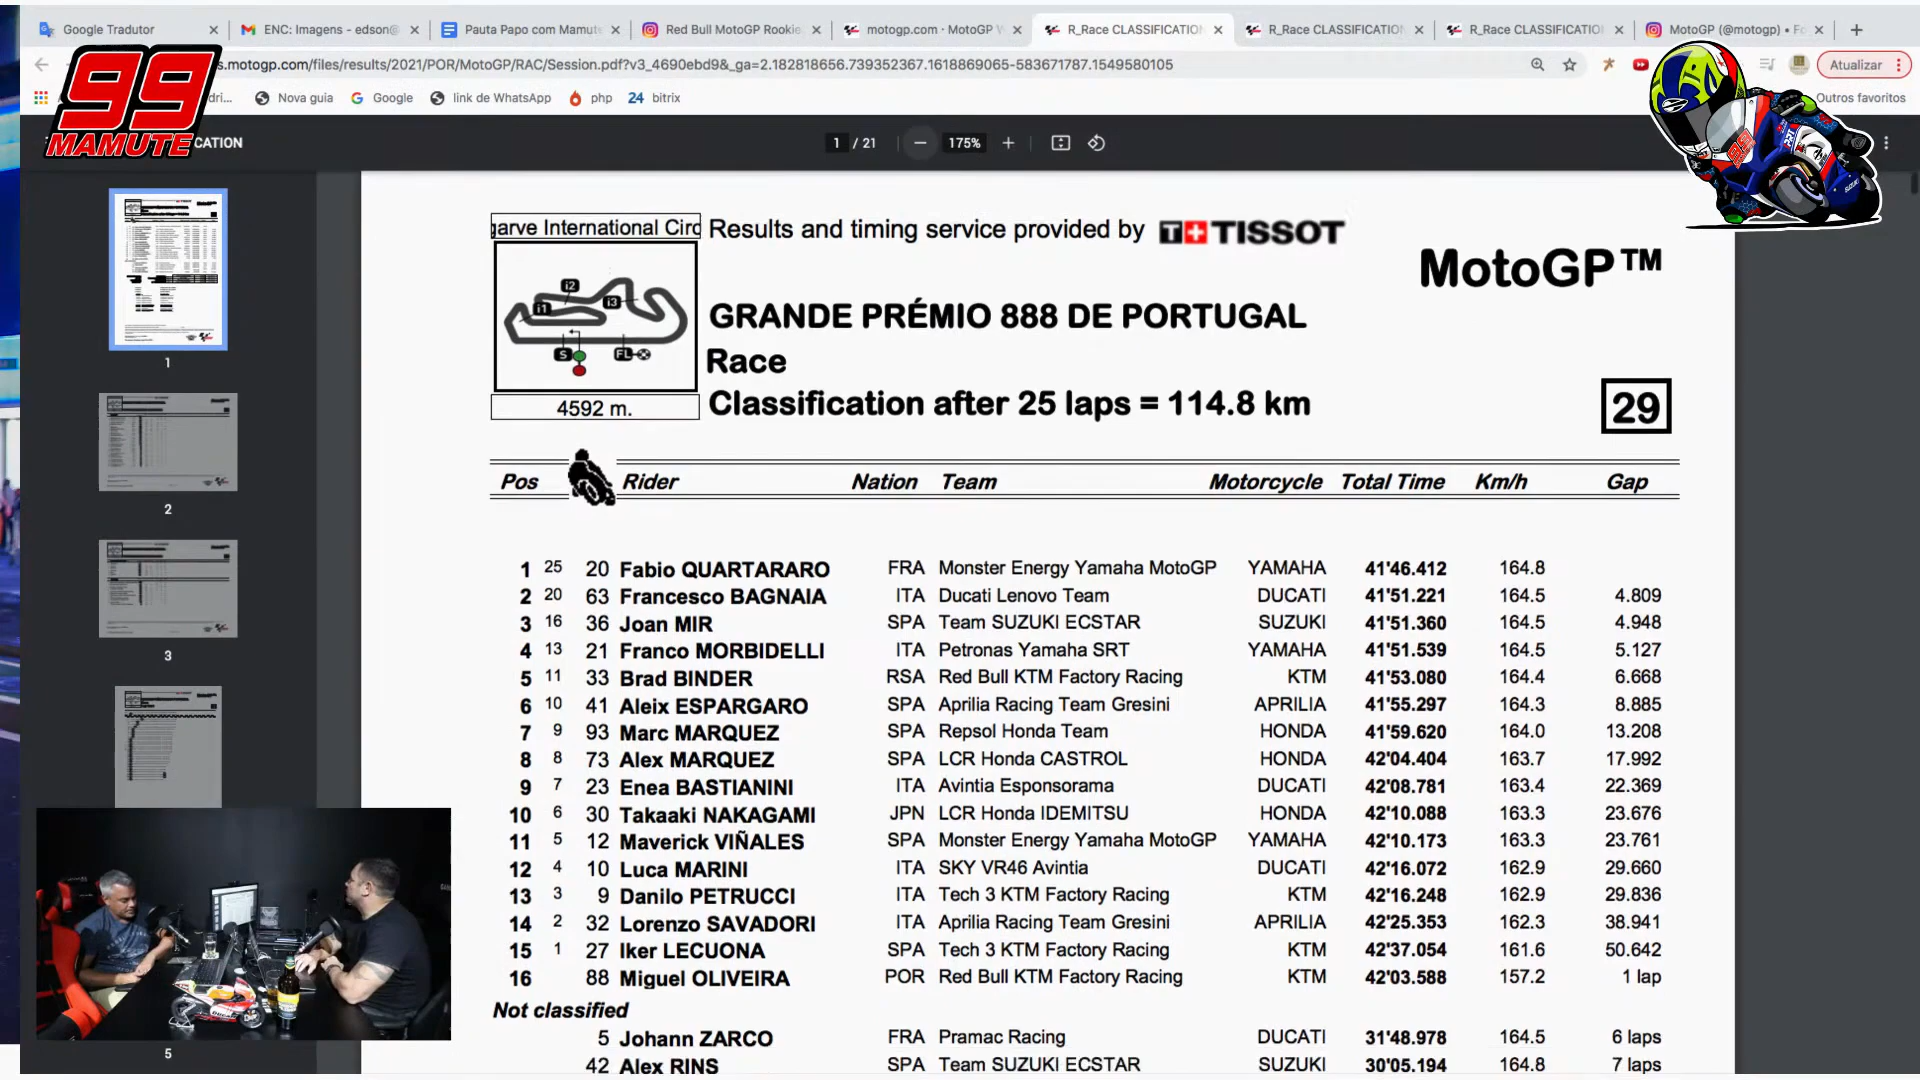 Google Tradutor
ENC: Imagens - edson@
Pauta Papo com Mamute
Red Bull MotoGP Rookie
motogp.com · MotoGP W
R_Race CLASSIFICATION
R_Race CLASSIFICATION
R_Race CLASSIFICATION
MotoGP (@motogp) • Fo
s.motogp.com/files/results/2021/POR/MotoGP/RAC/Session.pdf?v3_4690ebd9&_ga=2.182818656.739352367.1618869065-583671787.1549580105
Atualizar
dri...
Nova guia
Google
link de WhatsApp
php
24 bitrix
Outros favoritos
99
MAMUTE
CATION
1 / 21
175%
garve International Circ
Results and timing service provided by TISSOT
MotoGP™
GRANDE PRÉMIO 888 DE PORTUGAL
Race
Classification after 25 laps = 114.8 km
29
i1
i2
i3
S
FL
4592 m.
Pos Rider Nation Team Motorcycle Total Time Km/h Gap
1 25 20 Fabio QUARTARARO FRA Monster Energy Yamaha MotoGP YAMAHA 41'46.412 164.8
2 20 63 Francesco BAGNAIA ITA Ducati Lenovo Team DUCATI 41'51.221 164.5 4.809
3 16 36 Joan MIR SPA Team SUZUKI ECSTAR SUZUKI 41'51.360 164.5 4.948
4 13 21 Franco MORBIDELLI ITA Petronas Yamaha SRT YAMAHA 41'51.539 164.5 5.127
5 11 33 Brad BINDER RSA Red Bull KTM Factory Racing KTM 41'53.080 164.4 6.668
6 10 41 Aleix ESPARGARO SPA Aprilia Racing Team Gresini APRILIA 41'55.297 164.3 8.885
7 9 93 Marc MARQUEZ SPA Repsol Honda Team HONDA 41'59.620 164.0 13.208
8 8 73 Alex MARQUEZ SPA LCR Honda CASTROL HONDA 42'04.404 163.7 17.992
9 7 23 Enea BASTIANINI ITA Avintia Esponsorama DUCATI 42'08.781 163.4 22.369
10 6 30 Takaaki NAKAGAMI JPN LCR Honda IDEMITSU HONDA 42'10.088 163.3 23.676
11 5 12 Maverick VIÑALES SPA Monster Energy Yamaha MotoGP YAMAHA 42'10.173 163.3 23.761
12 4 10 Luca MARINI ITA SKY VR46 Avintia DUCATI 42'16.072 162.9 29.660
13 3 9 Danilo PETRUCCI ITA Tech 3 KTM Factory Racing KTM 42'16.248 162.9 29.836
14 2 32 Lorenzo SAVADORI ITA Aprilia Racing Team Gresini APRILIA 42'25.353 162.3 38.941
15 1 27 Iker LECUONA SPA Tech 3 KTM Factory Racing KTM 42'37.054 161.6 50.642
16 88 Miguel OLIVEIRA POR Red Bull KTM Factory Racing KTM 42'03.588 157.2 1 lap
Not classified
5 Johann ZARCO FRA Pramac Racing DUCATI 31'48.978 164.5 6 laps
42 Alex RINS SPA Team SUZUKI ECSTAR SUZUKI 30'05.194 164.8 7 laps
1
2
3
5